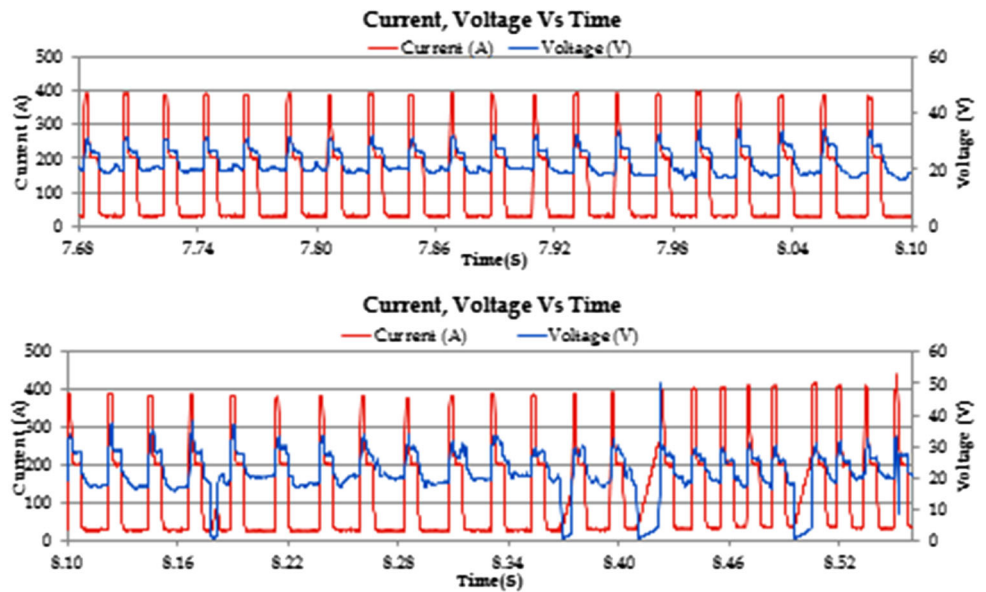 Current, Voltage Vs Time
Current (A) Voltage (V)
500 60
400
300 40
200 20
100
0 0
Current (A)
Voltage (V)
7.68 7.74 7.80 7.86 7.92 7.98 8.04 8.10
Time(S)
Current, Voltage Vs Time
Current (A) Voltage (V)
500 60
400 50
300 40
200 30
100 20
0 10
0
Current (A)
Voltage (V)
8.10 8.16 8.22 8.28 8.34 8.40 8.46 8.52
Time(S)